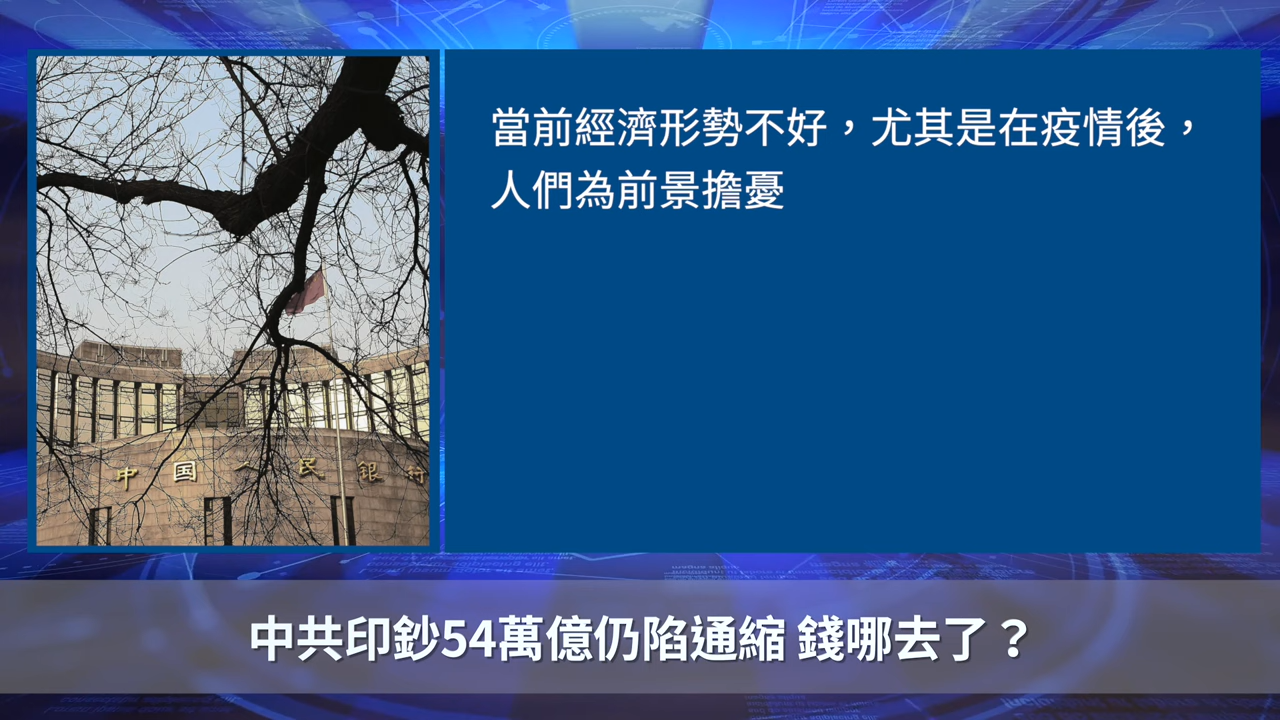 當前經濟形勢不好，尤其是在疫情後，
人們為前景擔憂
中国人民銀行
中共印鈔54萬億仍陷通縮 錢哪去了？